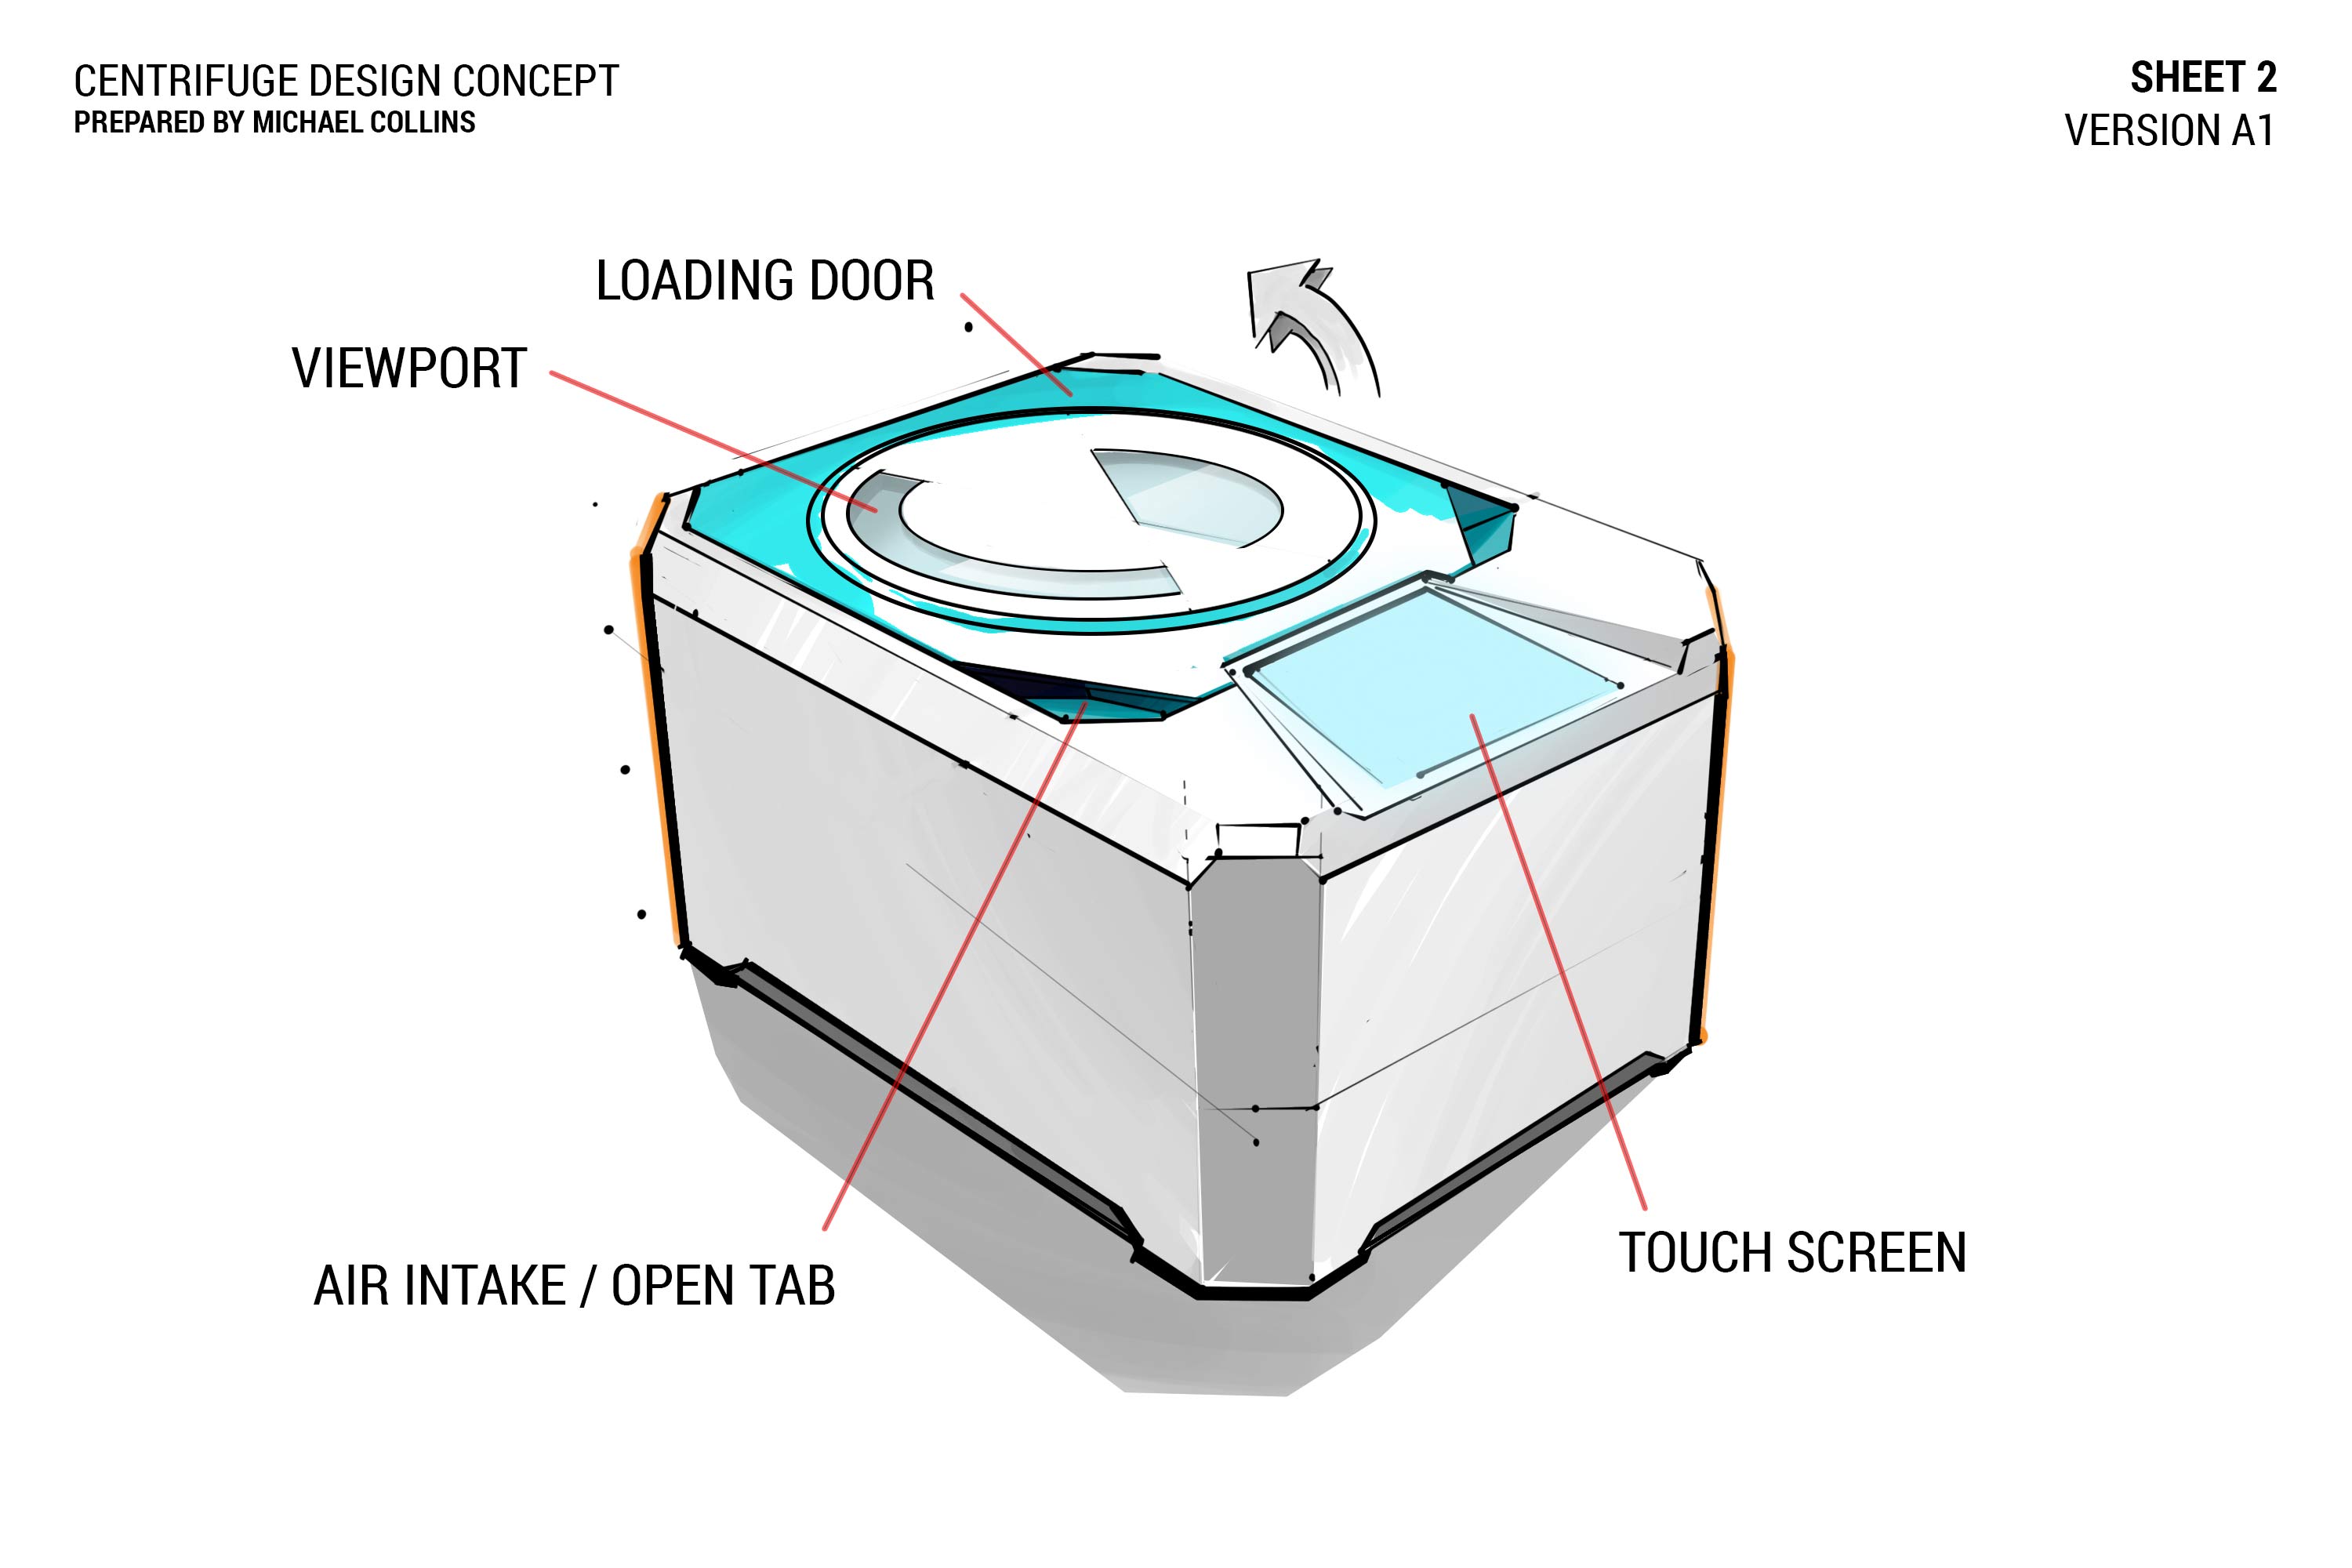 CENTRIFUGE DESIGN CONCEPT
PREPARED BY MICHAEL COLLINS
SHEET 2
VERSION A1
LOADING DOOR
VIEWPORT
AIR INTAKE / OPEN TAB
TOUCH SCREEN